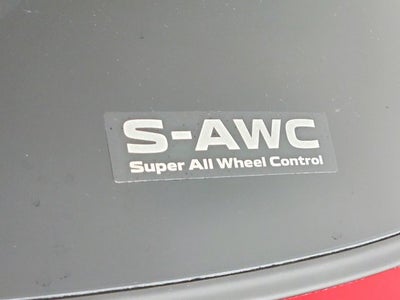 S-AWC
Super All Wheel Control